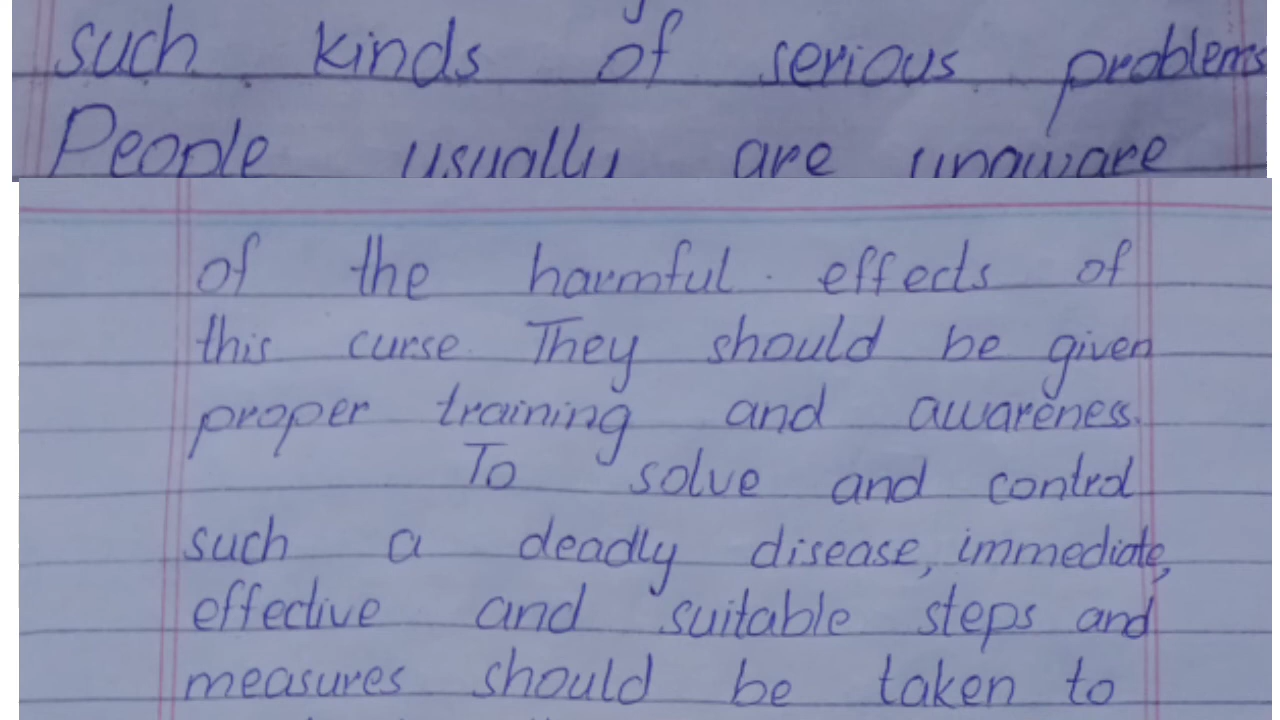 such kinds of serious problems
People usually are unaware
of the harmful effects of
this curse. They should be given
proper training and awareness.
To solve and control
such a deadly disease, immediate,
effective and suitable steps and
measures should be taken to